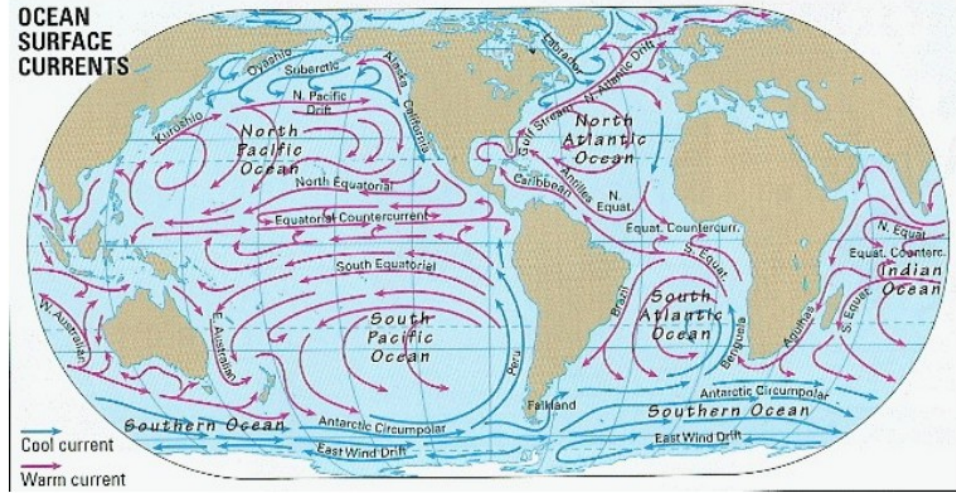 OCEAN
SURFACE
CURRENTS
Oyashio
Subarctic
Alaska
Labrador
N. Atlantic Drift
N. Pacific
Drift
California
Kuroshio
Gulf Stream
North
Pacific
Ocean
North
Atlantic
Ocean
North Equatorial
Caribbean
Antilles
N.
Equat.
Equatorial Countercurrent
Equat. Countercurr.
N. Equat.
Equat. Counterc.
South Equatorial
S. Equat.
Indian
Ocean
W. Australian
E. Australian
South
Pacific
Ocean
Peru
Brazil
South
Atlantic
Ocean
Benguela
Agulhas
S. Equat.
Falkland
Antarctic Circumpolar
Southern Ocean
Southern Ocean
Antarctic Circumpolar
East Wind Drift
East Wind Drift
Cool current
Warm current